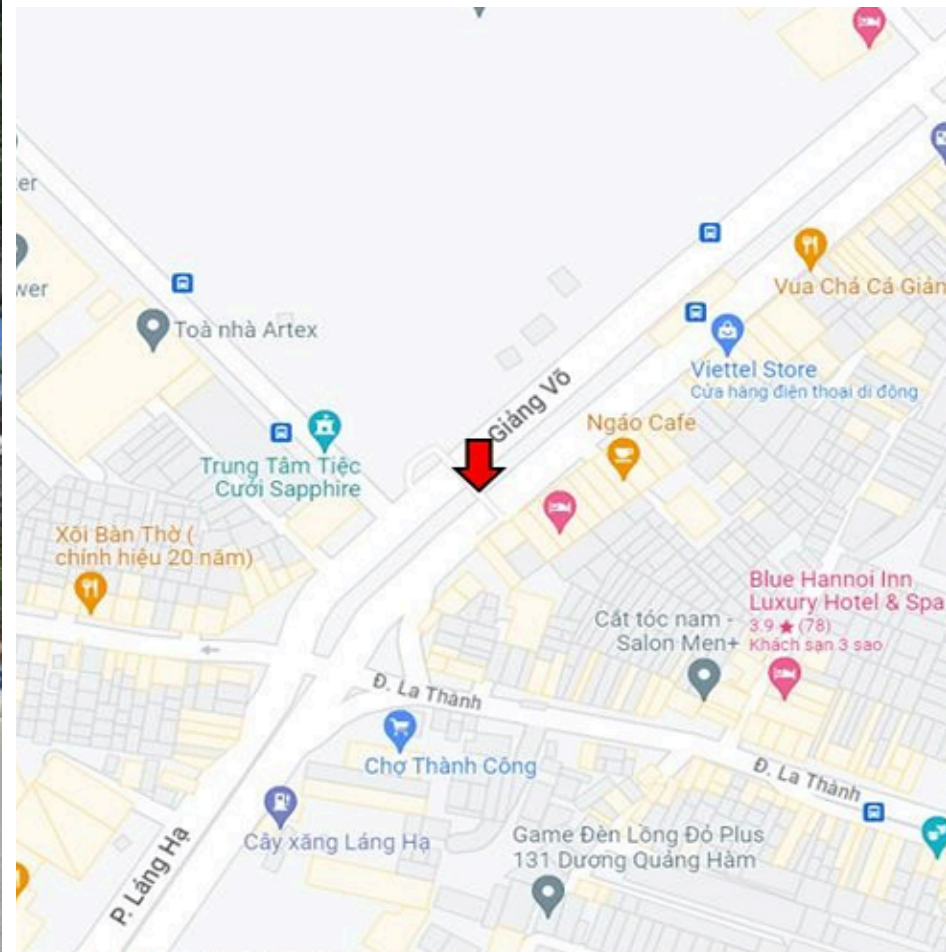 er
wer
Toà nhà Artex
Vua Chả Cá Giản
Viettel Store
Cửa hàng điện thoại di động
Giảng Võ
Ngáo Cafe
Trung Tâm Tiệc
Cưới Sapphire
Xôi Bàn Thờ (
chính hiệu 20 năm)
Blue Hannoi Inn
Luxury Hotel & Spa
3.9 ★ (78)
Khách sạn 3 sao
Cắt tóc nam -
Salon Men+
Đ. La Thành
Chợ Thành Công
Đ. La Thành
Cây xăng Láng Hạ
Game Đèn Lồng Đỏ Plus
131 Dương Quảng Hàm
P. Láng Hạ